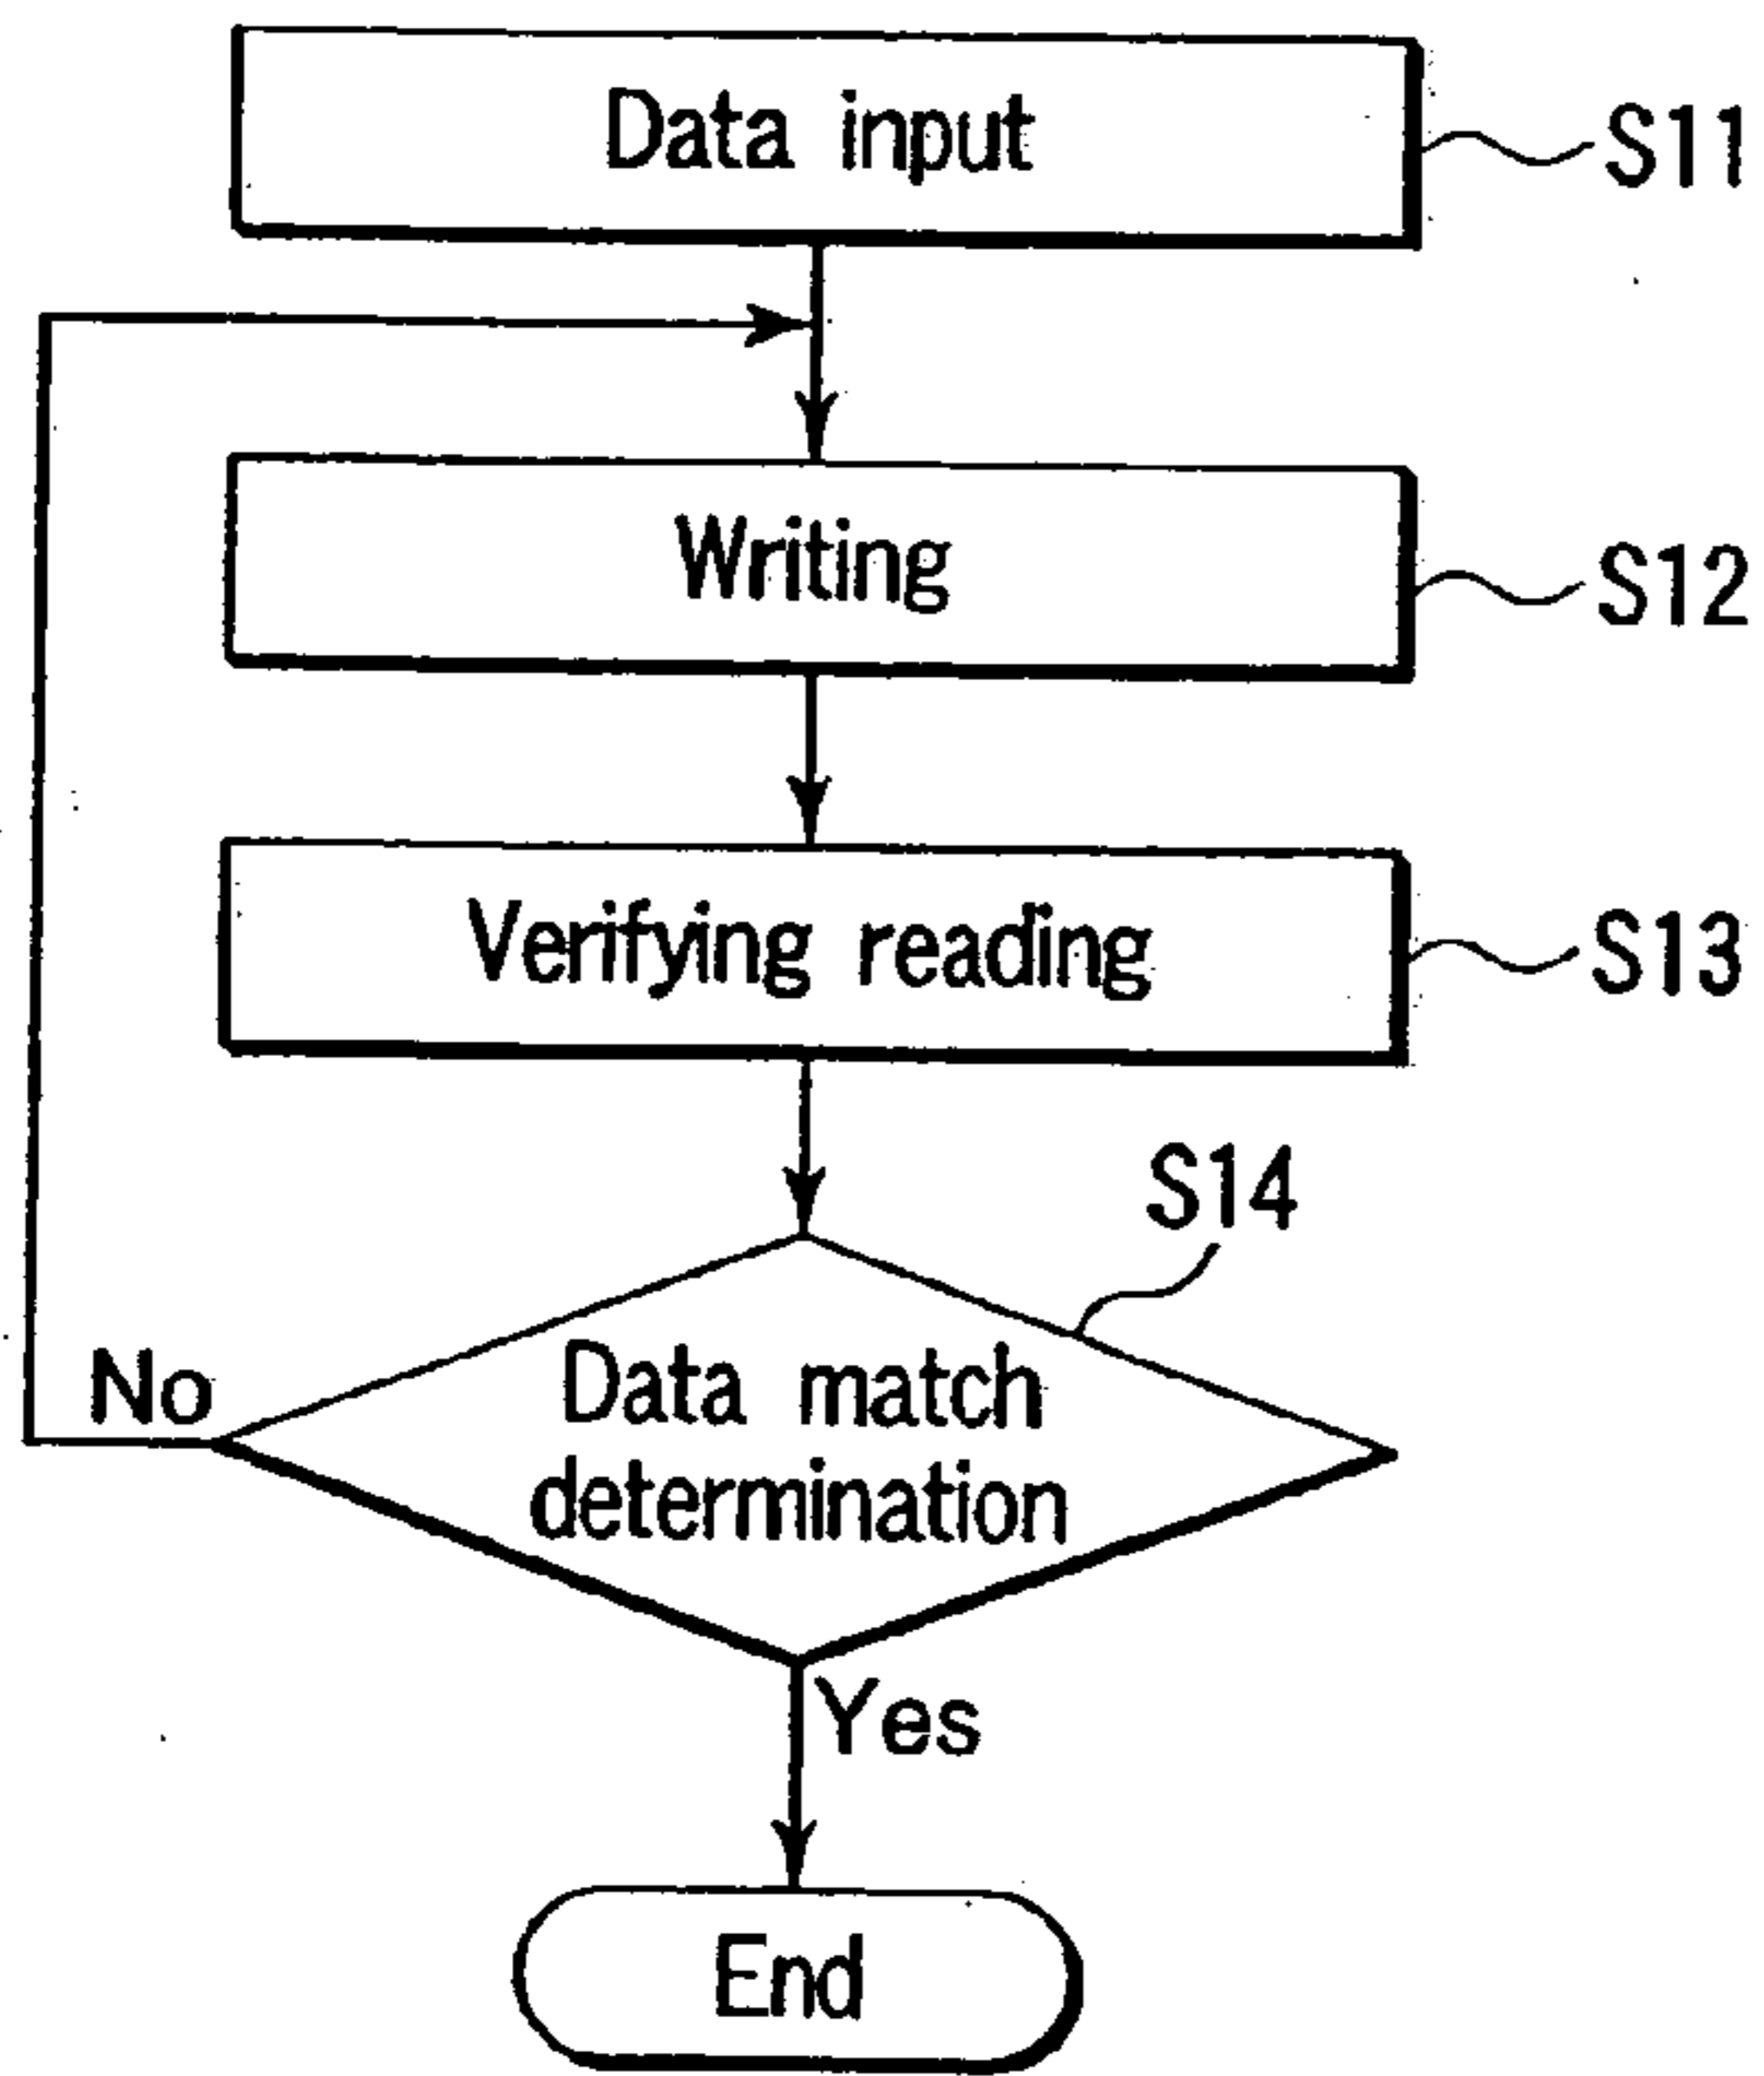 Data input
S11
Writing
S12
Verifying reading
S13
S14
No
Data match
determination
Yes
End